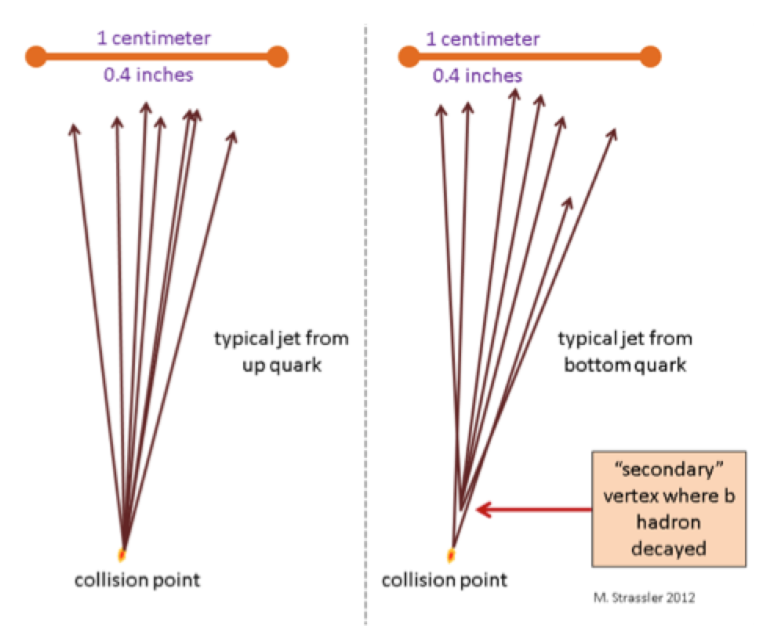 1 centimeter
0.4 inches
typical jet from
up quark
collision point
1 centimeter
0.4 inches
typical jet from
bottom quark
"secondary"
vertex where b
hadron
decayed
collision point
M. Strassler 2012